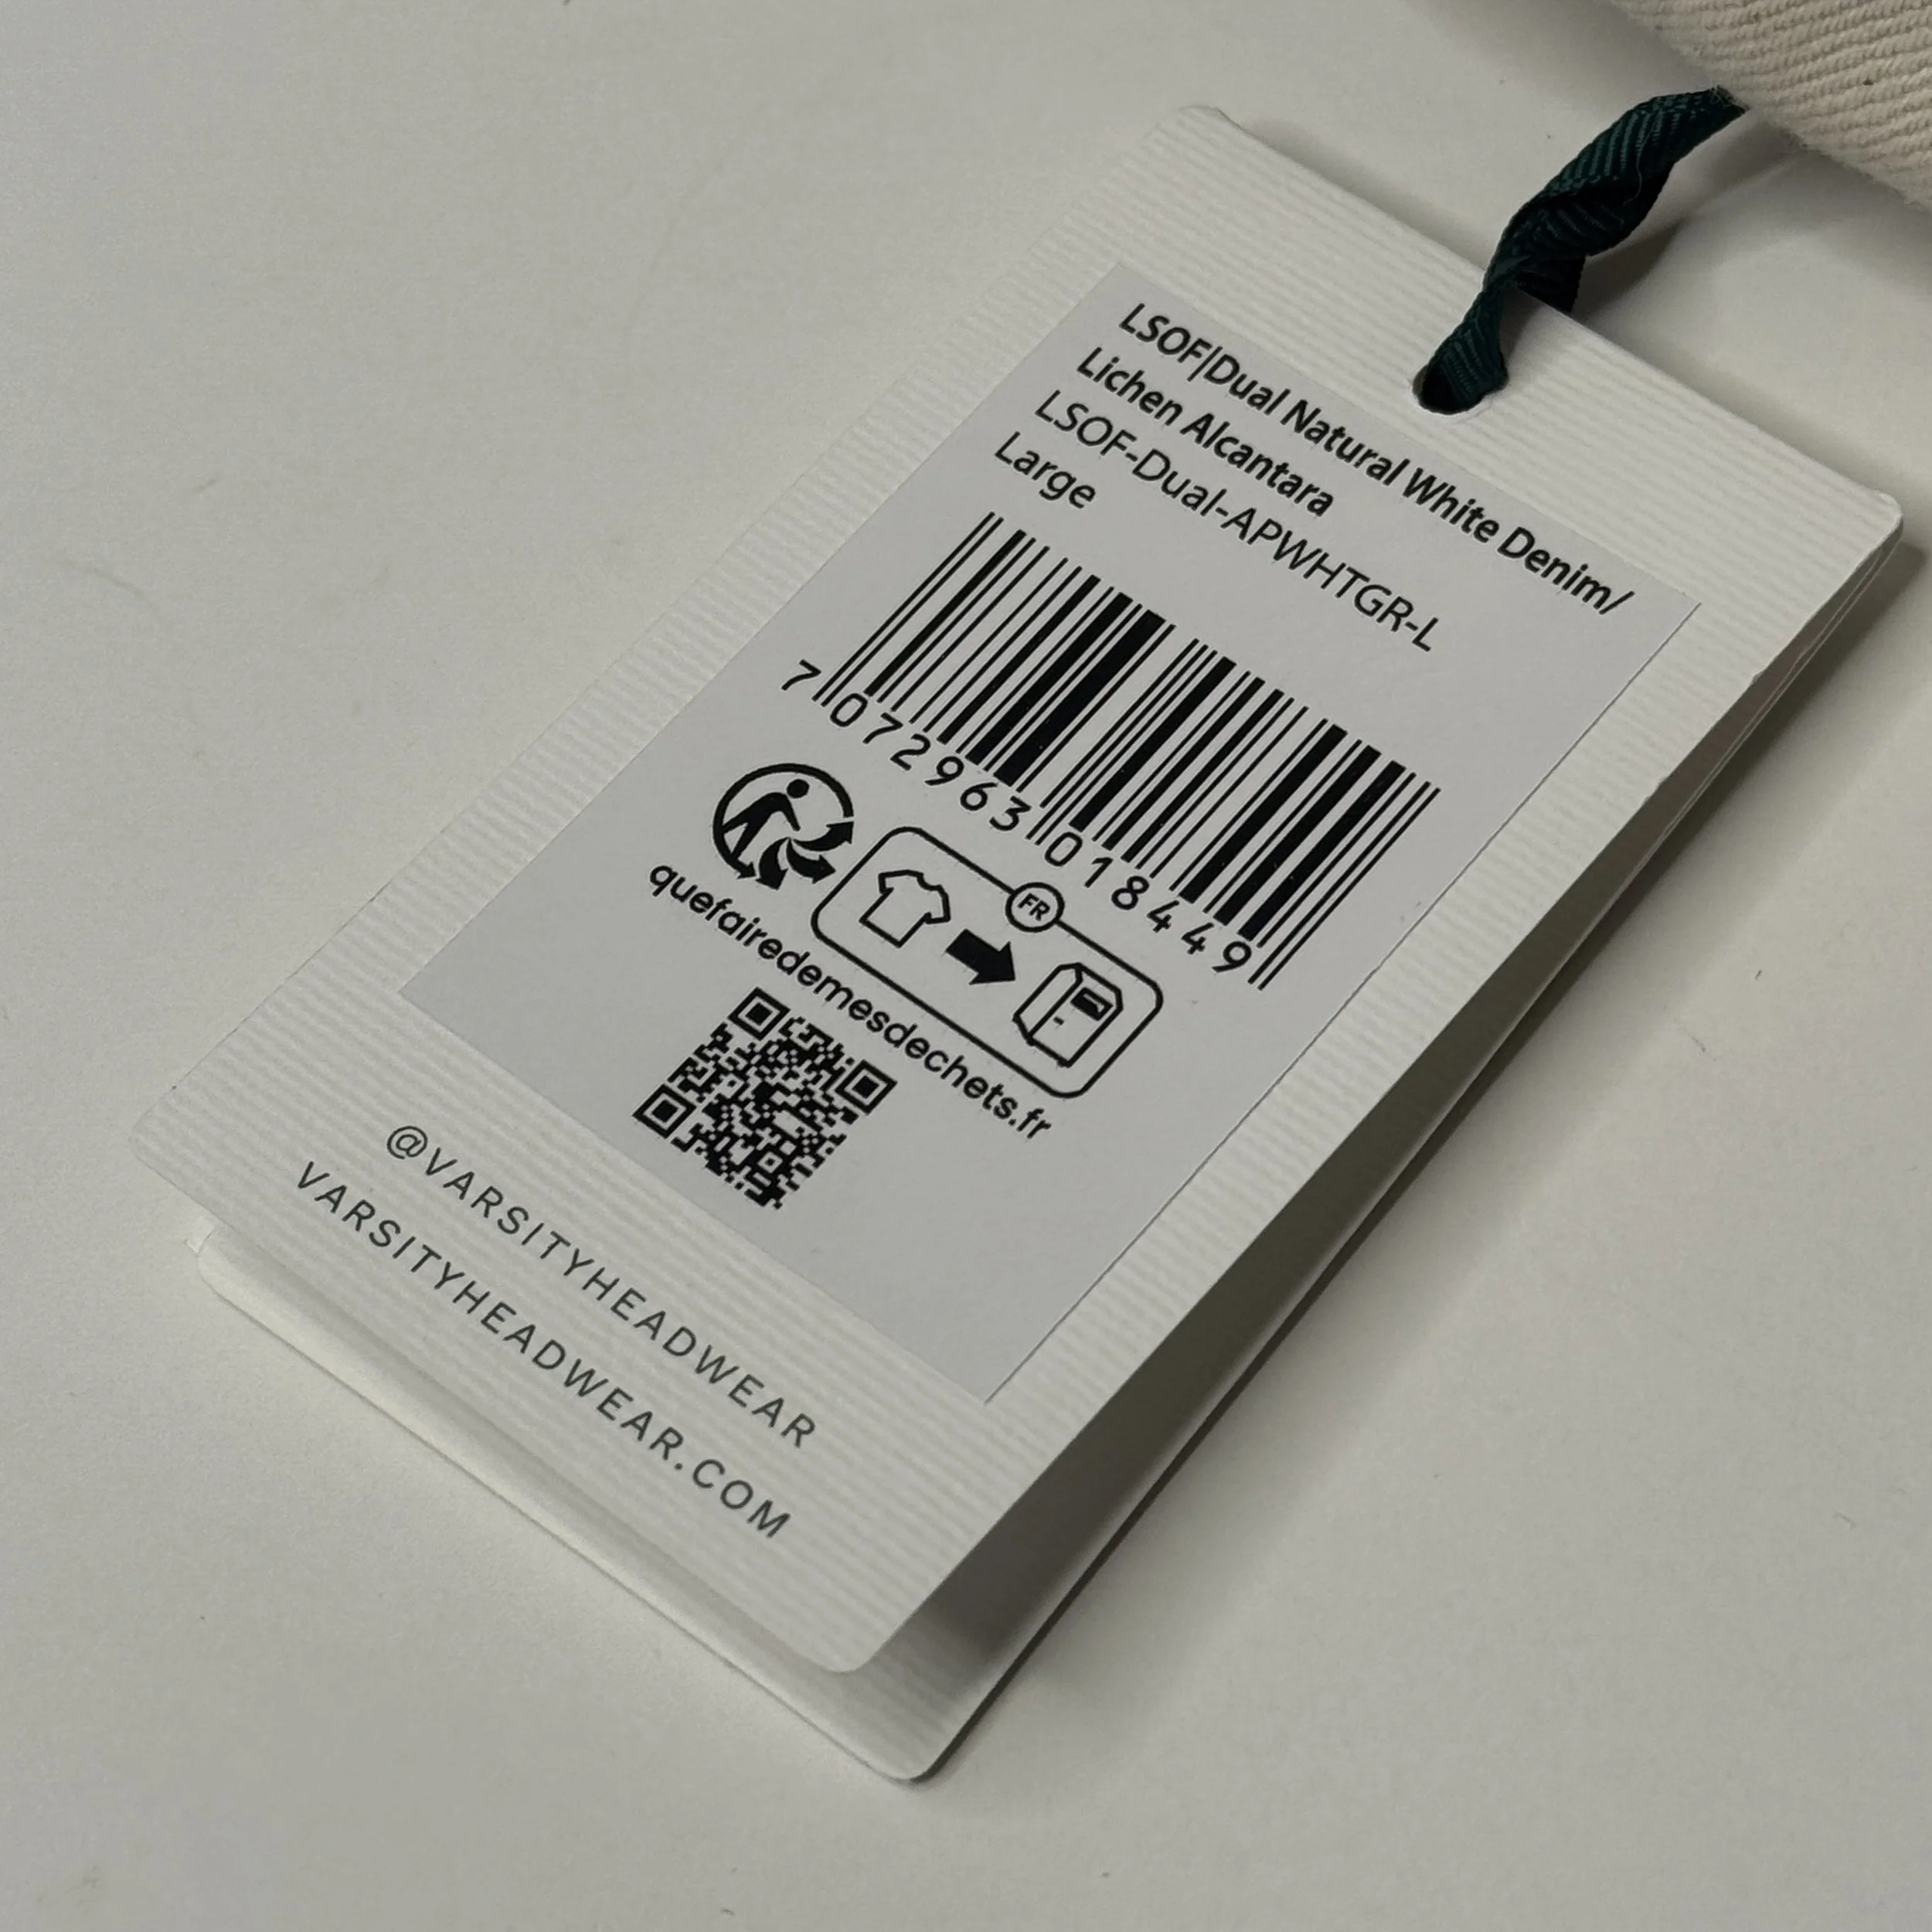 LSOF|Dual Natural White Denim/
Lichen Alcantara
LSOF-Dual-APWHTGR-L
Large
7 072963 018449
FR
quefairedemesdechets.fr
@VARSITYHEADWEAR
VARSITYHEADWEAR.COM